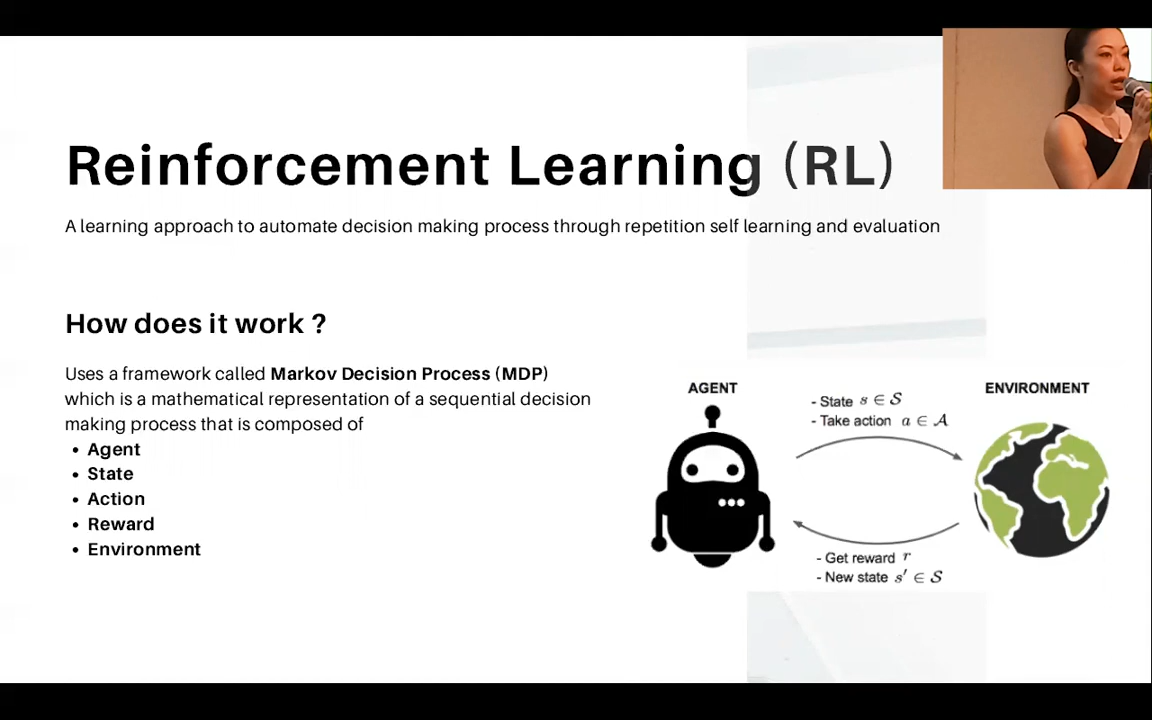 Reinforcement Learning (RL)
A learning approach to automate decision making process through repetition self learning and evaluation
How does it work ?
Uses a framework called Markov Decision Process (MDP)
which is a mathematical representation of a sequential decision
making process that is composed of
• Agent
• State
• Action
• Reward
• Environment
AGENT
- State s ∈ S
- Take action a ∈ A
ENVIRONMENT
- Get reward r
- New state s′ ∈ S